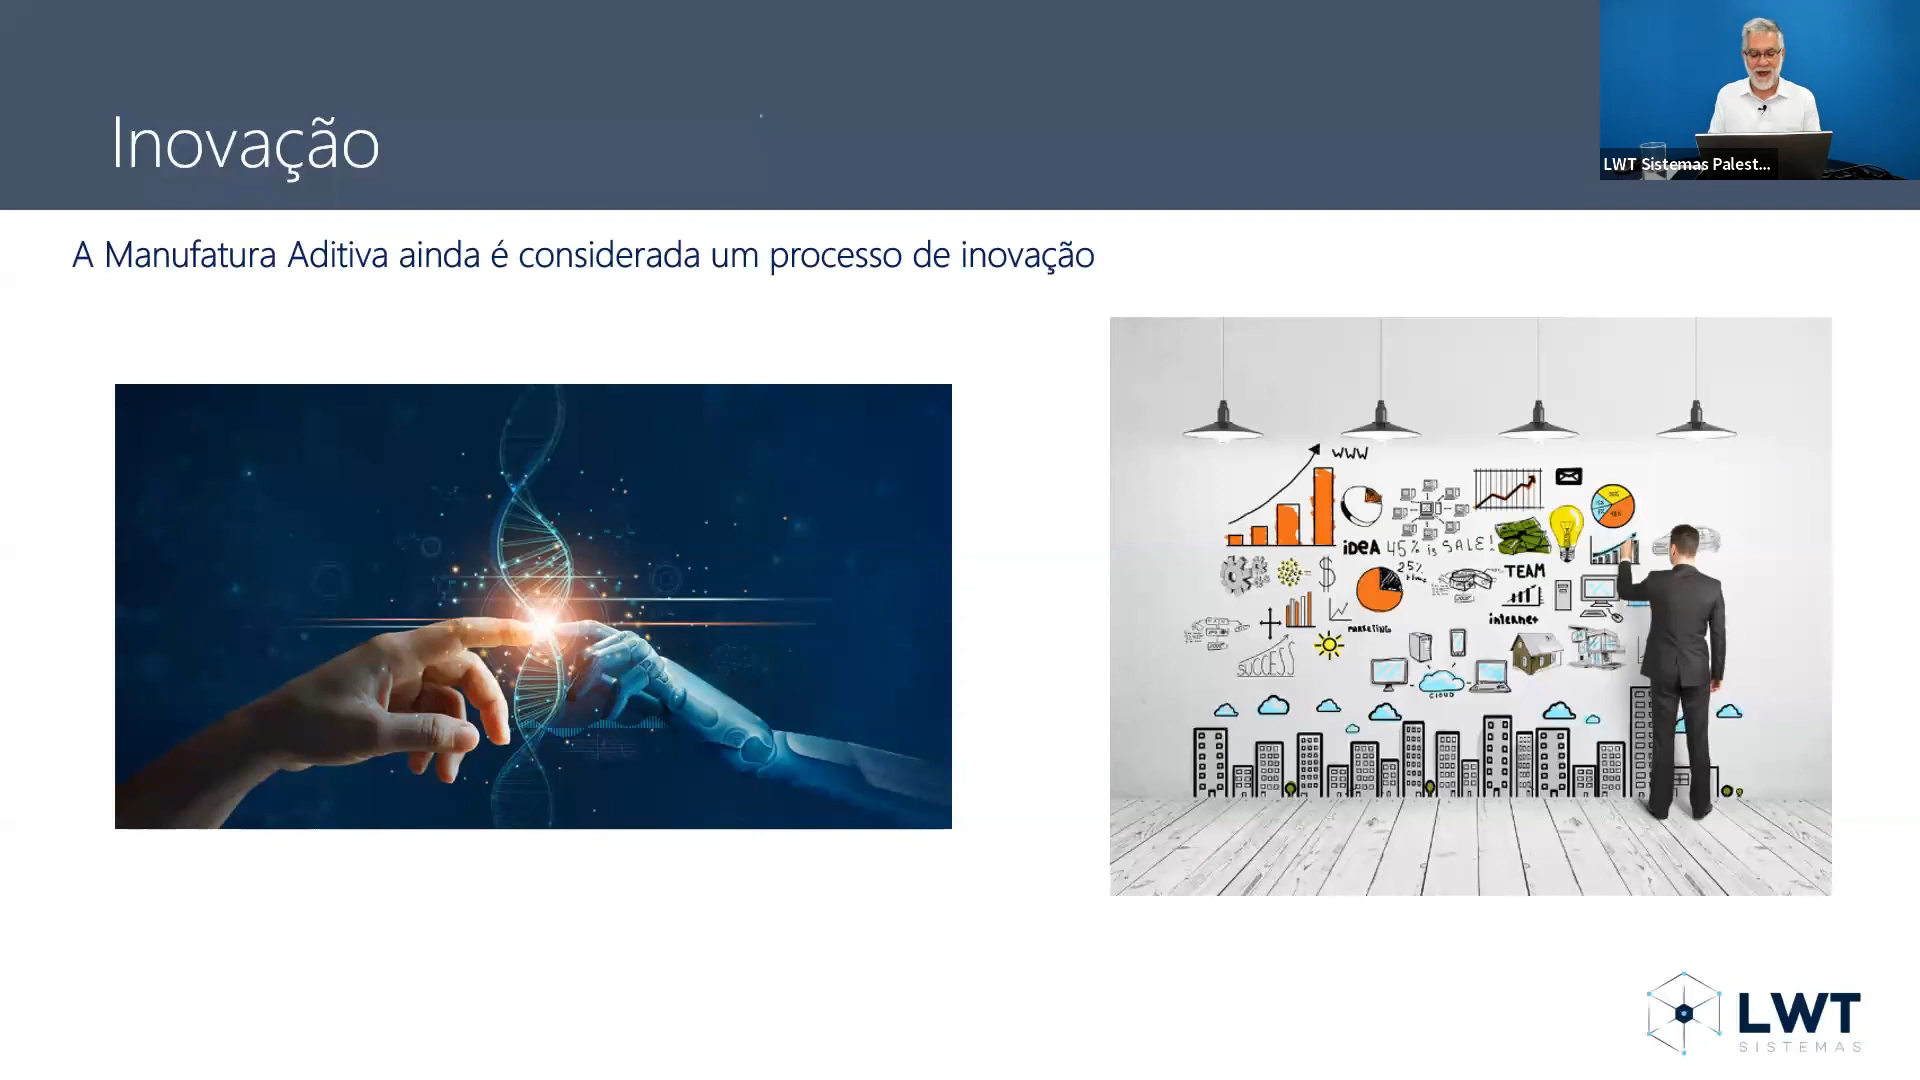 Inovação
LWT Sistemas Palest...
A Manufatura Aditiva ainda é considerada um processo de inovação
WWW
iDEA 45% is SALE!
25%
TEAM
internet
MARKETING
SUCCESS
CLOUD
LWT
SISTEMAS